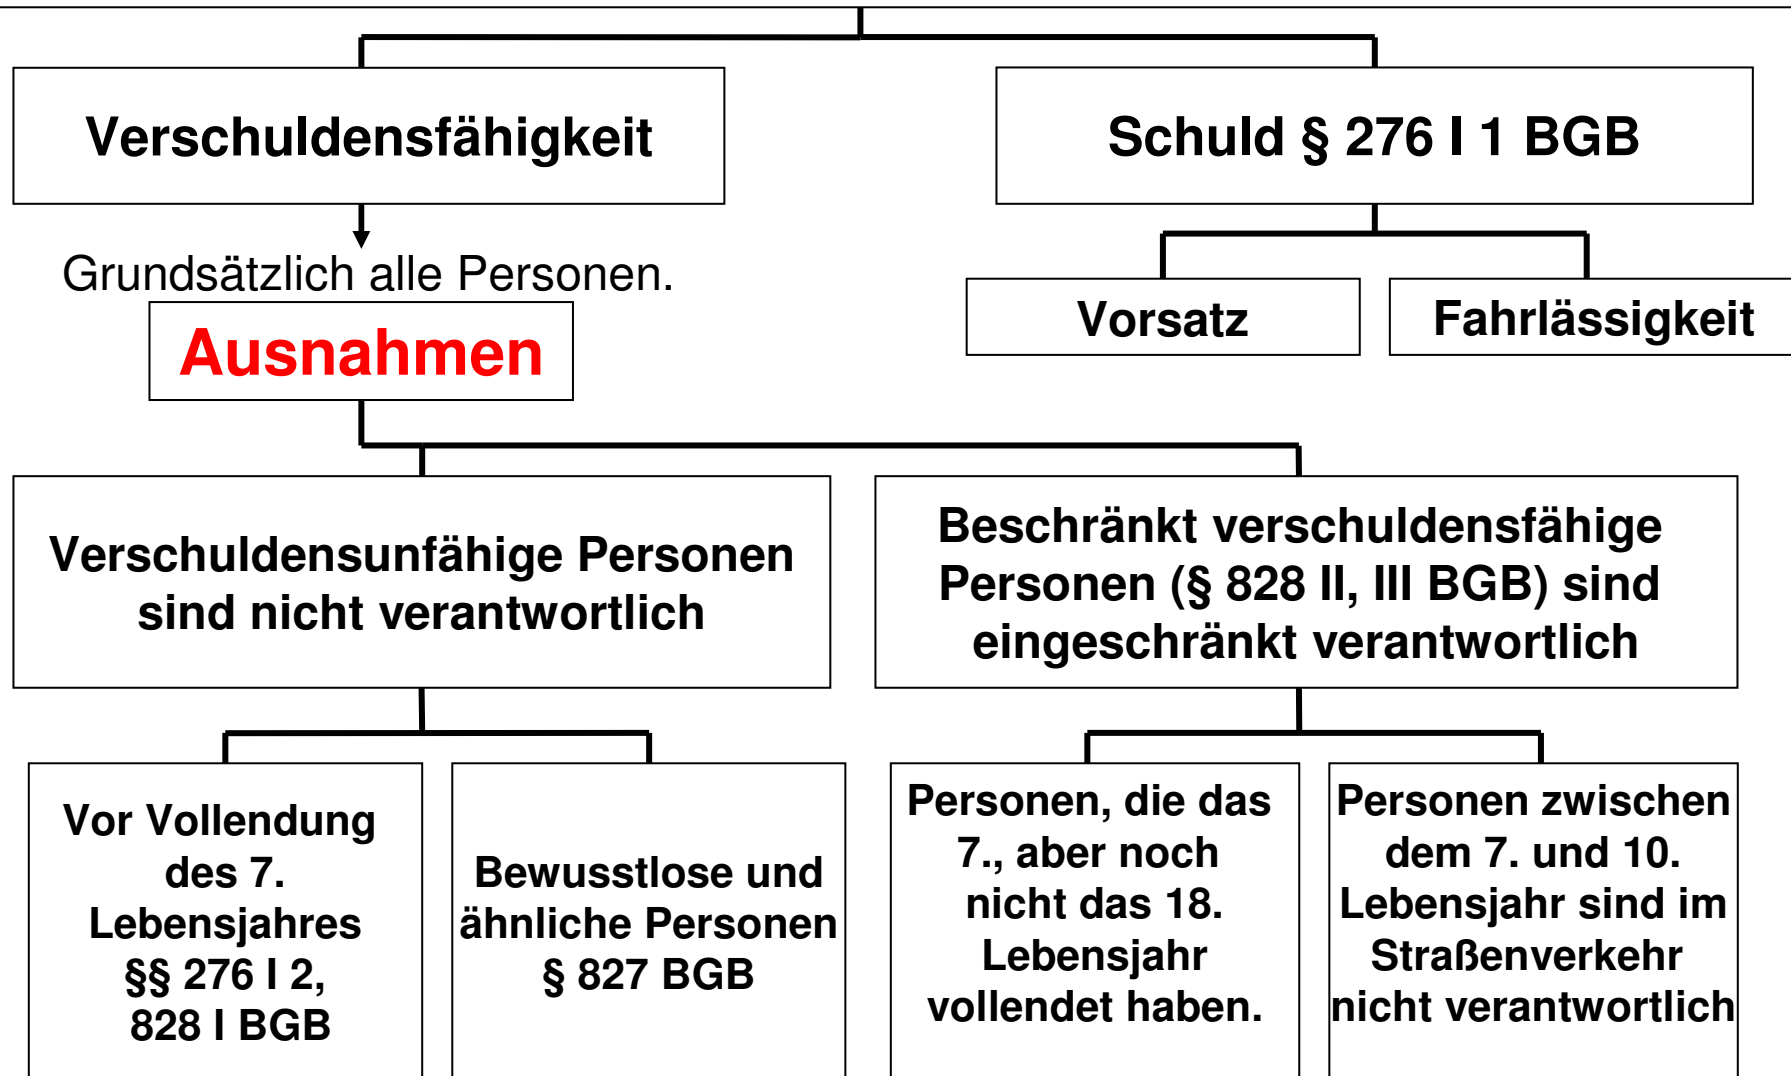 Verschuldensfähigkeit
Schuld § 276 I 1 BGB
Grundsätzlich alle Personen.
Ausnahmen
Vorsatz
Fahrlässigkeit
Verschuldensunfähige Personen
sind nicht verantwortlich
Beschränkt verschuldensfähige
Personen (§ 828 II, III BGB) sind
eingeschränkt verantwortlich
Vor Vollendung
des 7.
Lebensjahres
§§ 276 I 2,
828 I BGB
Bewusstlose und
ähnliche Personen
§ 827 BGB
Personen, die das
7., aber noch
nicht das 18.
Lebensjahr
vollendet haben.
Personen zwischen
dem 7. und 10.
Lebensjahr sind im
Straßenverkehr
nicht verantwortlich